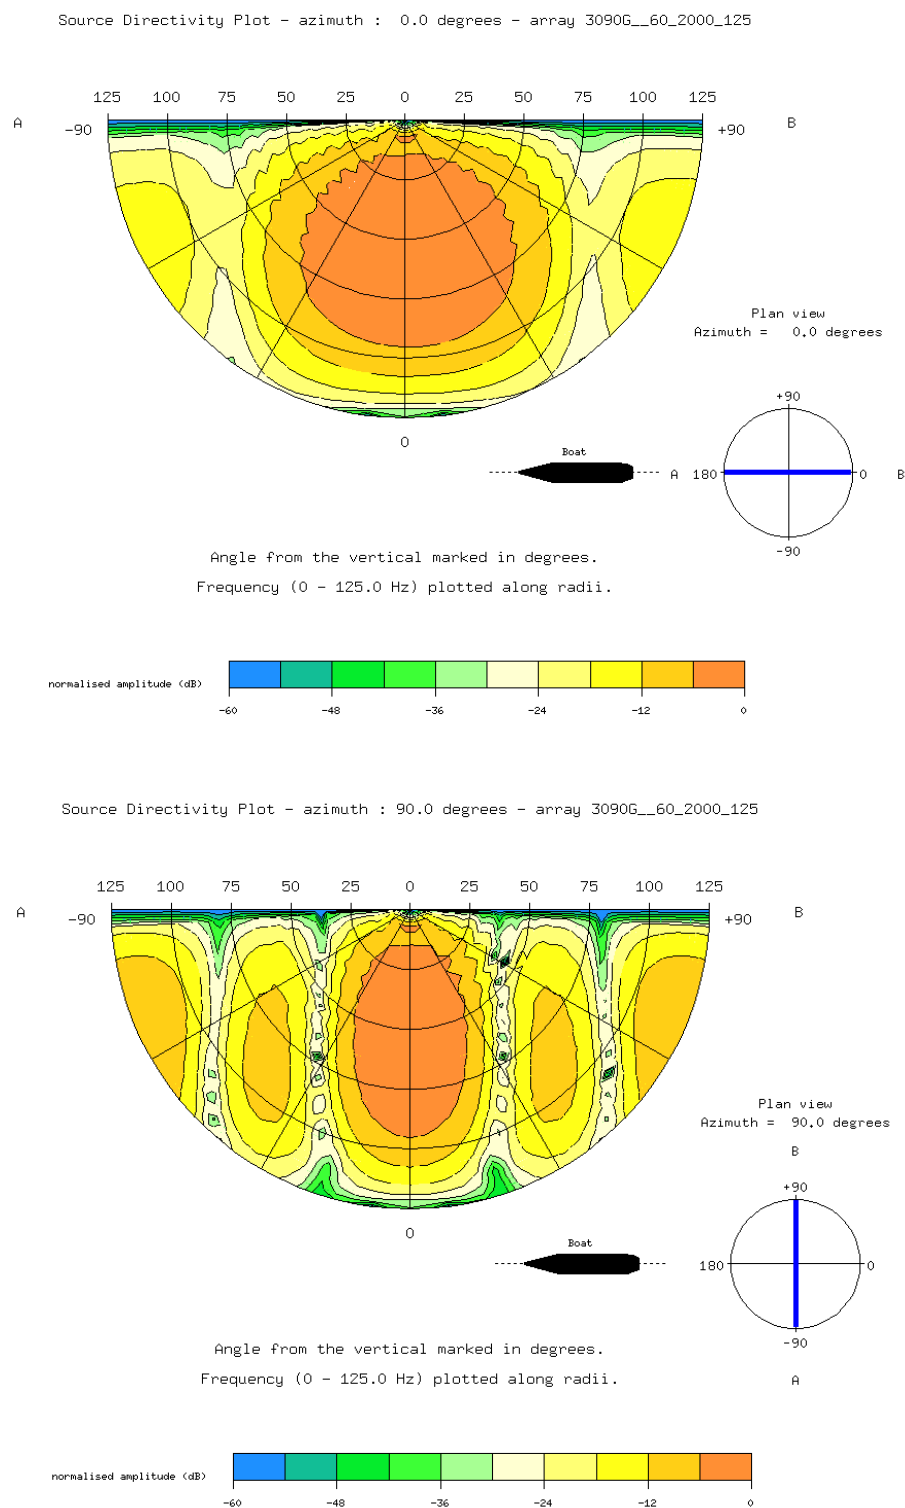 Source Directivity Plot - azimuth :  0.0 degrees - array 3090G__60_2000_125
125 100 75 50 25 0 25 50 75 100 125
A -90 +90 B
Plan view
Azimuth =   0.0 degrees
+90
0
Boat
A 180 0 B
-90
Angle from the vertical marked in degrees.
Frequency (0 - 125.0 Hz) plotted along radii.
normalised amplitude (dB)
-60 -48 -36 -24 -12 0
Source Directivity Plot - azimuth : 90.0 degrees - array 3090G__60_2000_125
125 100 75 50 25 0 25 50 75 100 125
A -90 +90 B
Plan view
Azimuth =  90.0 degrees
B
+90
0
Boat
180 0
-90
Angle from the vertical marked in degrees.
Frequency (0 - 125.0 Hz) plotted along radii.
A
normalised amplitude (dB)
-60 -48 -36 -24 -12 0